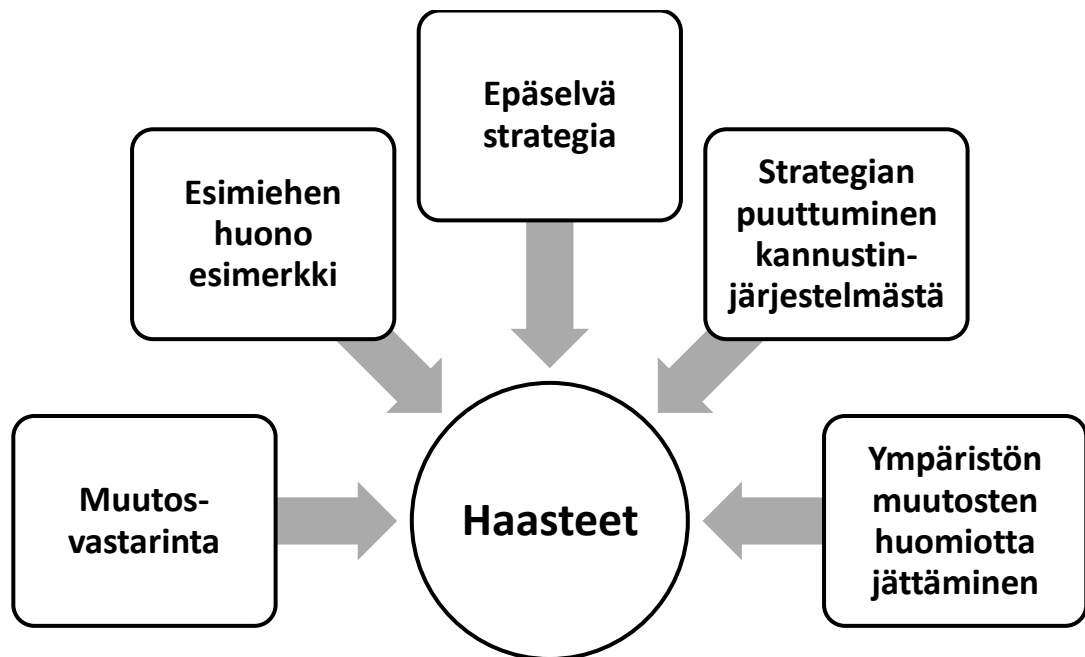 Epäselvä
strategia
Esimiehen
huono
esimerkki
Strategian
puuttuminen
kannustin-
järjestelmästä
Muutos-
vastarinta
Haasteet
Ympäristön
muutosten
huomiotta
jättäminen